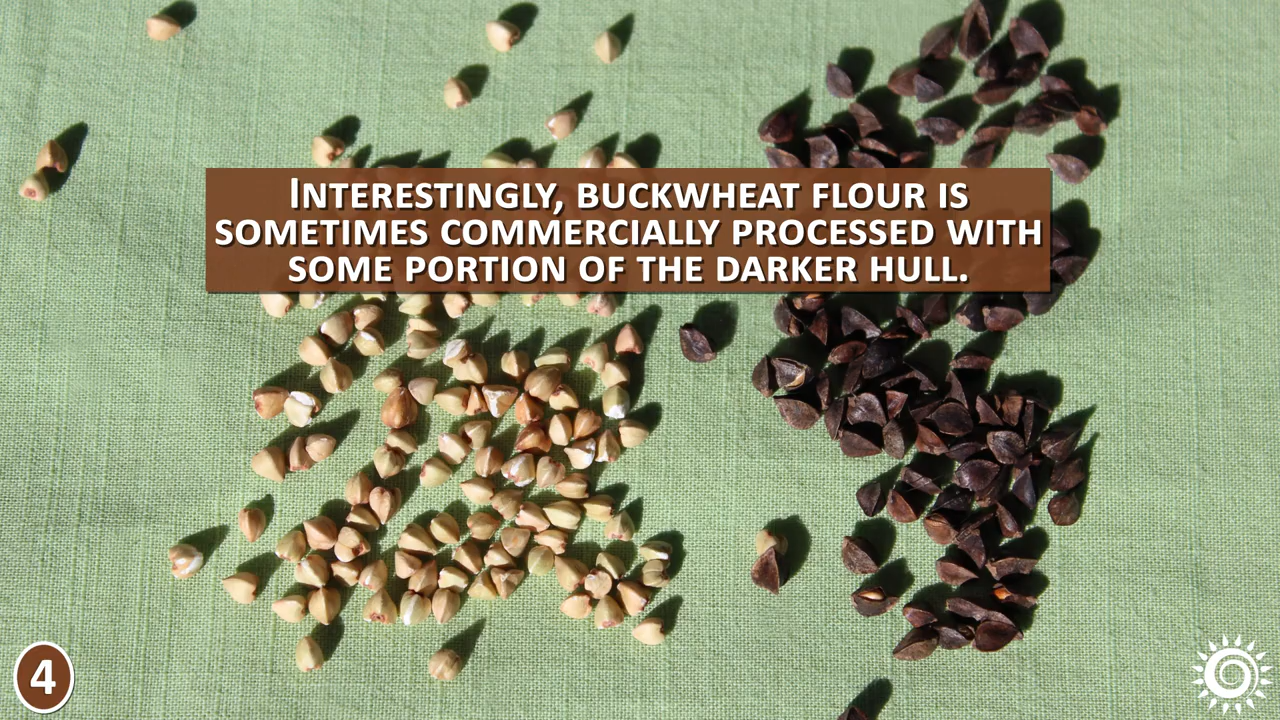 Interestingly, buckwheat flour is
sometimes commercially processed with
some portion of the darker hull.
4